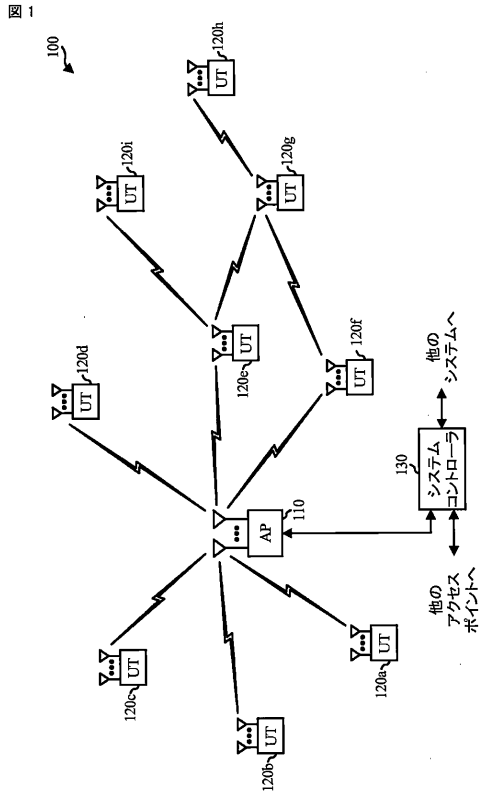 図1
100
120h
UT
120i
UT
120g
UT
120d
UT
120e
UT
120f
UT
110
AP
120c
UT
120b
UT
120a
UT
130
システム
コントローラ
他の
システムへ
他の
アクセス
ポイントへ